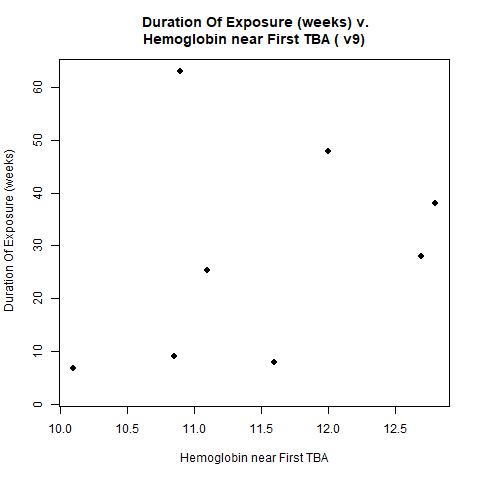 Duration Of Exposure (weeks) v.
Hemoglobin near First TBA ( v9)
Duration Of Exposure (weeks)
60
50
40
30
20
10
0
10.0 10.5 11.0 11.5 12.0 12.5
Hemoglobin near First TBA